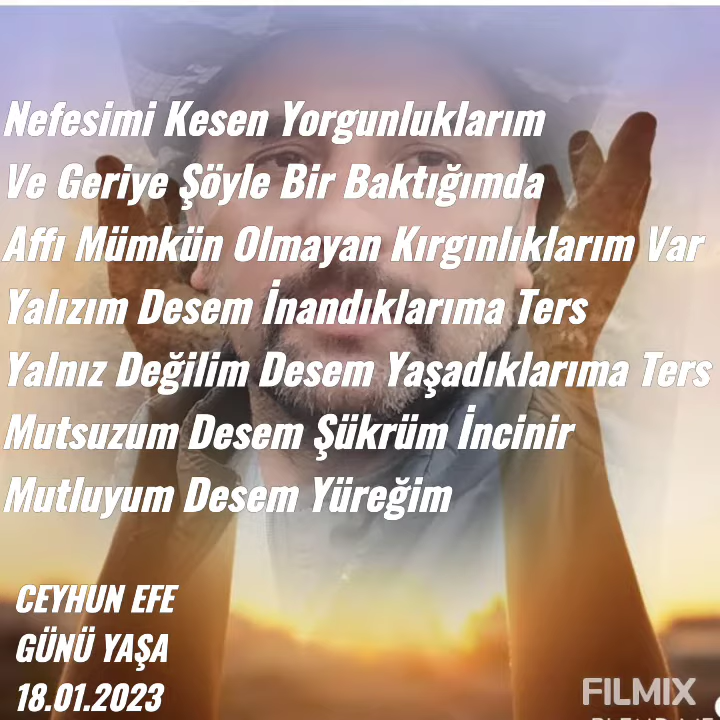 Nefesimi Kesen Yorgunluklarım
Ve Geriye Şöyle Bir Baktığımda
Affı Mümkün Olmayan Kırgınlıklarım Var
Yalızım Desem İnandıklarıma Ters
Yalnız Değilim Desem Yaşadıklarıma Ters
Mutsuzum Desem Şükrüm İncinir
Mutluyum Desem Yüreğim
CEYHUN EFE
GÜNÜ YAŞA
18.01.2023
FILMIX